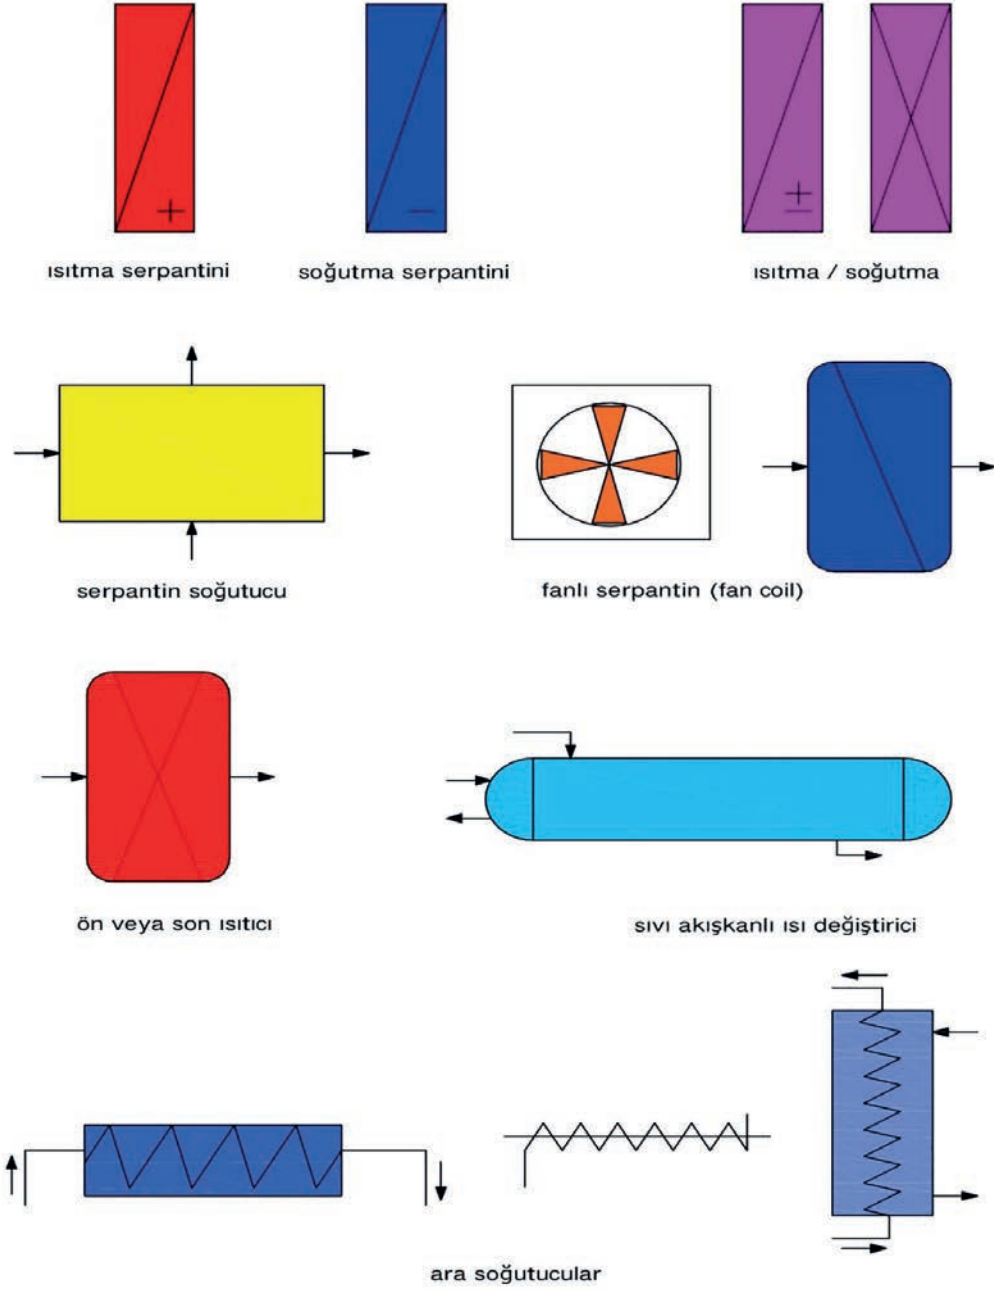 ısıtma serpantini
soğutma serpantini
ısıtma / soğutma
serpantin soğutucu
fanlı serpantin (fan coil)
ön veya son ısıtıcı
sıvı akışkanlı ısı değiştirici
ara soğutucular